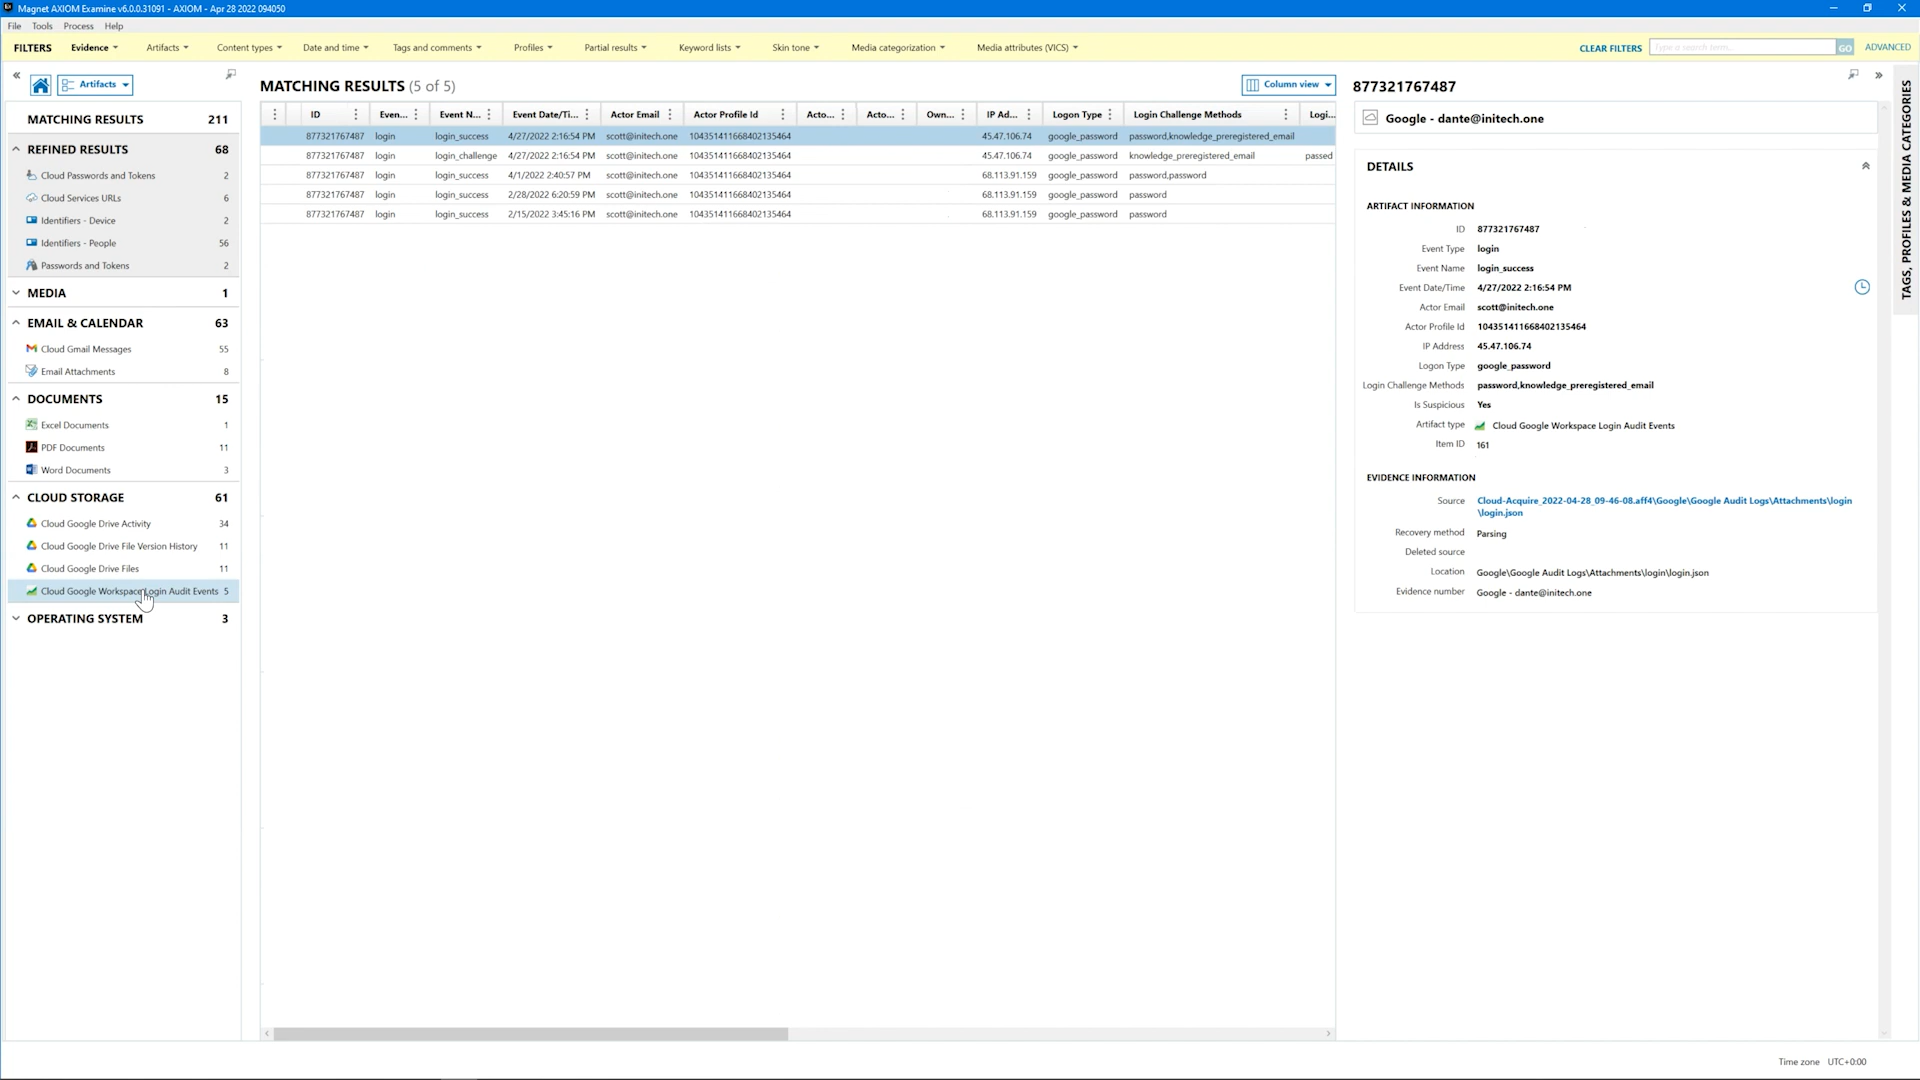 Magnet AXIOM Examine v6.0.0.31091 - AXIOM - Apr 28 2022 094050
File Tools Process Help
FILTERS Evidence Artifacts Content types Date and time Tags and comments Profiles Partial results Keyword lists Skin tone Media categorization Media attributes (VICS) CLEAR FILTERS Type a search term... GO ADVANCED
Artifacts
MATCHING RESULTS 211
REFINED RESULTS 68
Cloud Passwords and Tokens 2
Cloud Services URLs 6
Identifiers - Device 2
Identifiers - People 56
Passwords and Tokens 2
MEDIA 1
EMAIL & CALENDAR 63
Cloud Gmail Messages 55
Email Attachments 8
DOCUMENTS 15
Excel Documents 1
PDF Documents 11
Word Documents 3
CLOUD STORAGE 61
Cloud Google Drive Activity 34
Cloud Google Drive File Version History 11
Cloud Google Drive Files 11
Cloud Google Workspace Login Audit Events 5
OPERATING SYSTEM 3
MATCHING RESULTS (5 of 5) Column view
ID Even... Event N... Event Date/Ti... Actor Email Actor Profile Id Acto... Acto... Own... IP Ad... Logon Type Login Challenge Methods Logi...
877321767487 login login_success 4/27/2022 2:16:54 PM scott@initech.one 104351411668402135464 45.47.106.74 google_password password,knowledge_preregistered_email
877321767487 login login_challenge 4/27/2022 2:16:54 PM scott@initech.one 104351411668402135464 45.47.106.74 google_password knowledge_preregistered_email passed
877321767487 login login_success 4/1/2022 2:40:57 PM scott@initech.one 104351411668402135464 68.113.91.159 google_password password,password
877321767487 login login_success 2/28/2022 6:20:59 PM scott@initech.one 104351411668402135464 68.113.91.159 google_password password
877321767487 login login_success 2/15/2022 3:45:16 PM scott@initech.one 104351411668402135464 68.113.91.159 google_password password
877321767487
Google - dante@initech.one
DETAILS
ARTIFACT INFORMATION
ID 877321767487
Event Type login
Event Name login_success
Event Date/Time 4/27/2022 2:16:54 PM
Actor Email scott@initech.one
Actor Profile Id 104351411668402135464
IP Address 45.47.106.74
Logon Type google_password
Login Challenge Methods password,knowledge_preregistered_email
Is Suspicious Yes
Artifact type Cloud Google Workspace Login Audit Events
Item ID 161
EVIDENCE INFORMATION
Source Cloud-Acquire_2022-04-28_09-46-08.aff4\Google\Google Audit Logs\Attachments\login
\login.json
Recovery method Parsing
Deleted source
Location Google\Google Audit Logs\Attachments\login\login.json
Evidence number Google - dante@initech.one
TAGS, PROFILES & MEDIA CATEGORIES
Time zone UTC+0:00